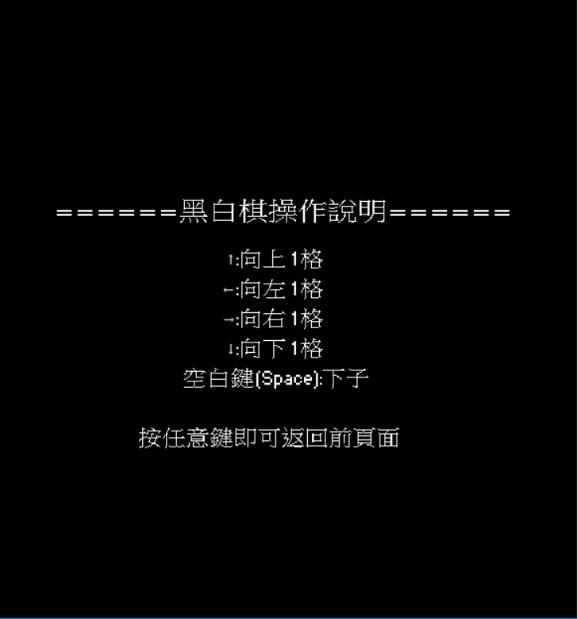 ======黑白棋操作說明======
↑:向上1格
←:向左1格
→:向右1格
↓:向下1格
空白鍵(Space):下子
按任意鍵即可返回前頁面